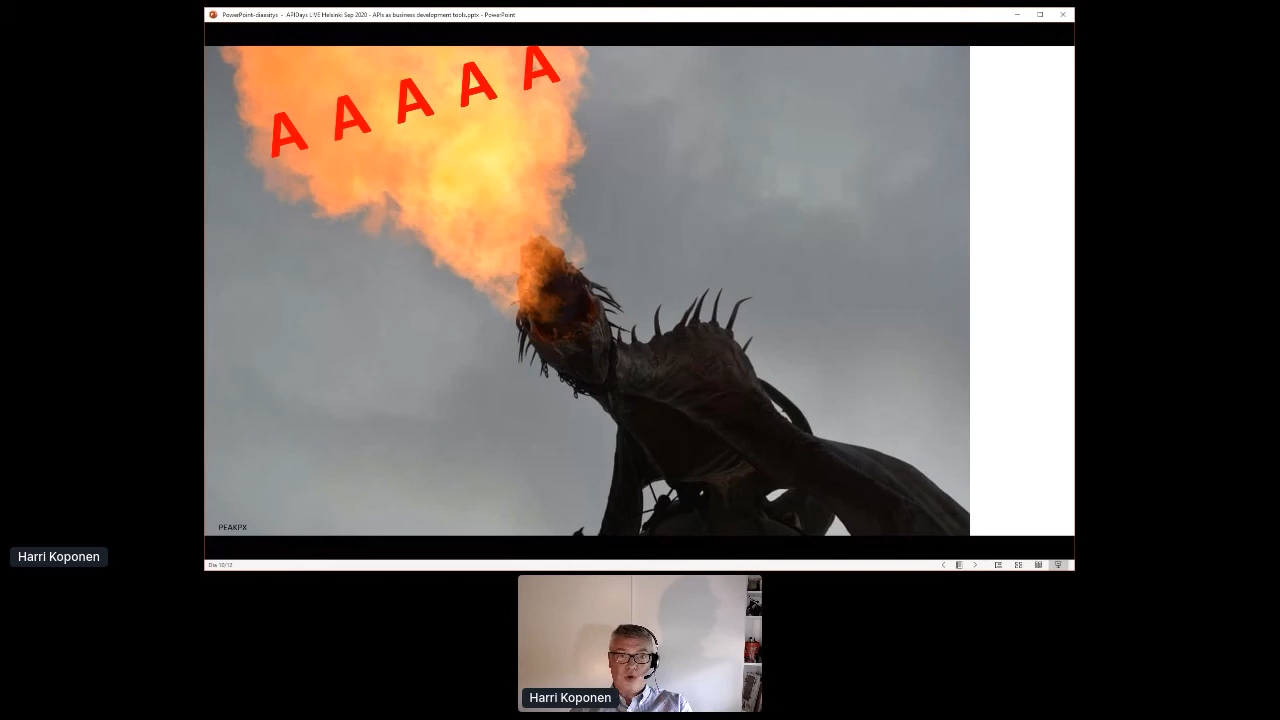 PowerPoint-diaesitys - APIDays LIVE Helsinki Sep 2020 - APIs as business development tools.pptx - PowerPoint
A A A A A
PEAKPX
Dia 10/12
Harri Koponen
Harri Koponen